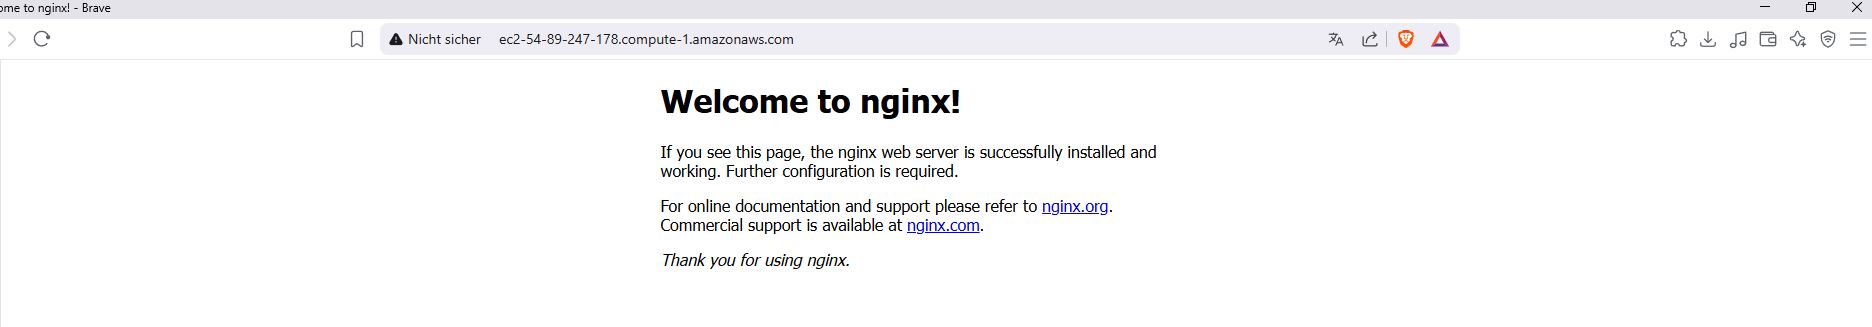 ome to nginx! - Brave
Nicht sicher ec2-54-89-247-178.compute-1.amazonaws.com
Welcome to nginx!
If you see this page, the nginx web server is successfully installed and
working. Further configuration is required.
For online documentation and support please refer to nginx.org.
Commercial support is available at nginx.com.
Thank you for using nginx.